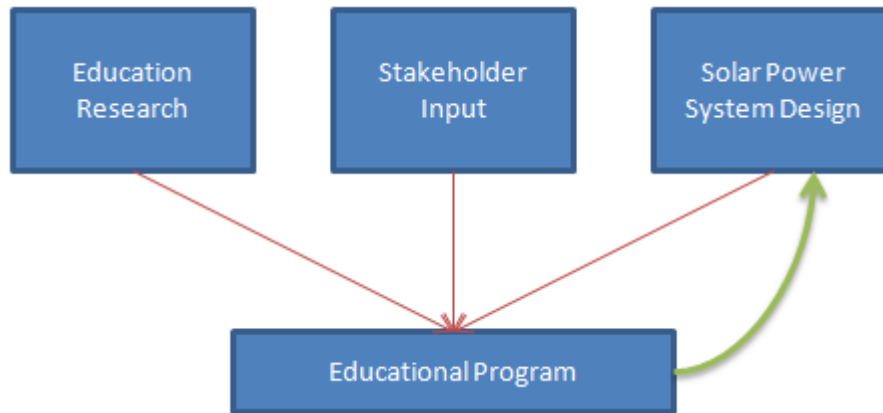 Education
Research
Stakeholder
Input
Solar Power
System Design
Educational Program